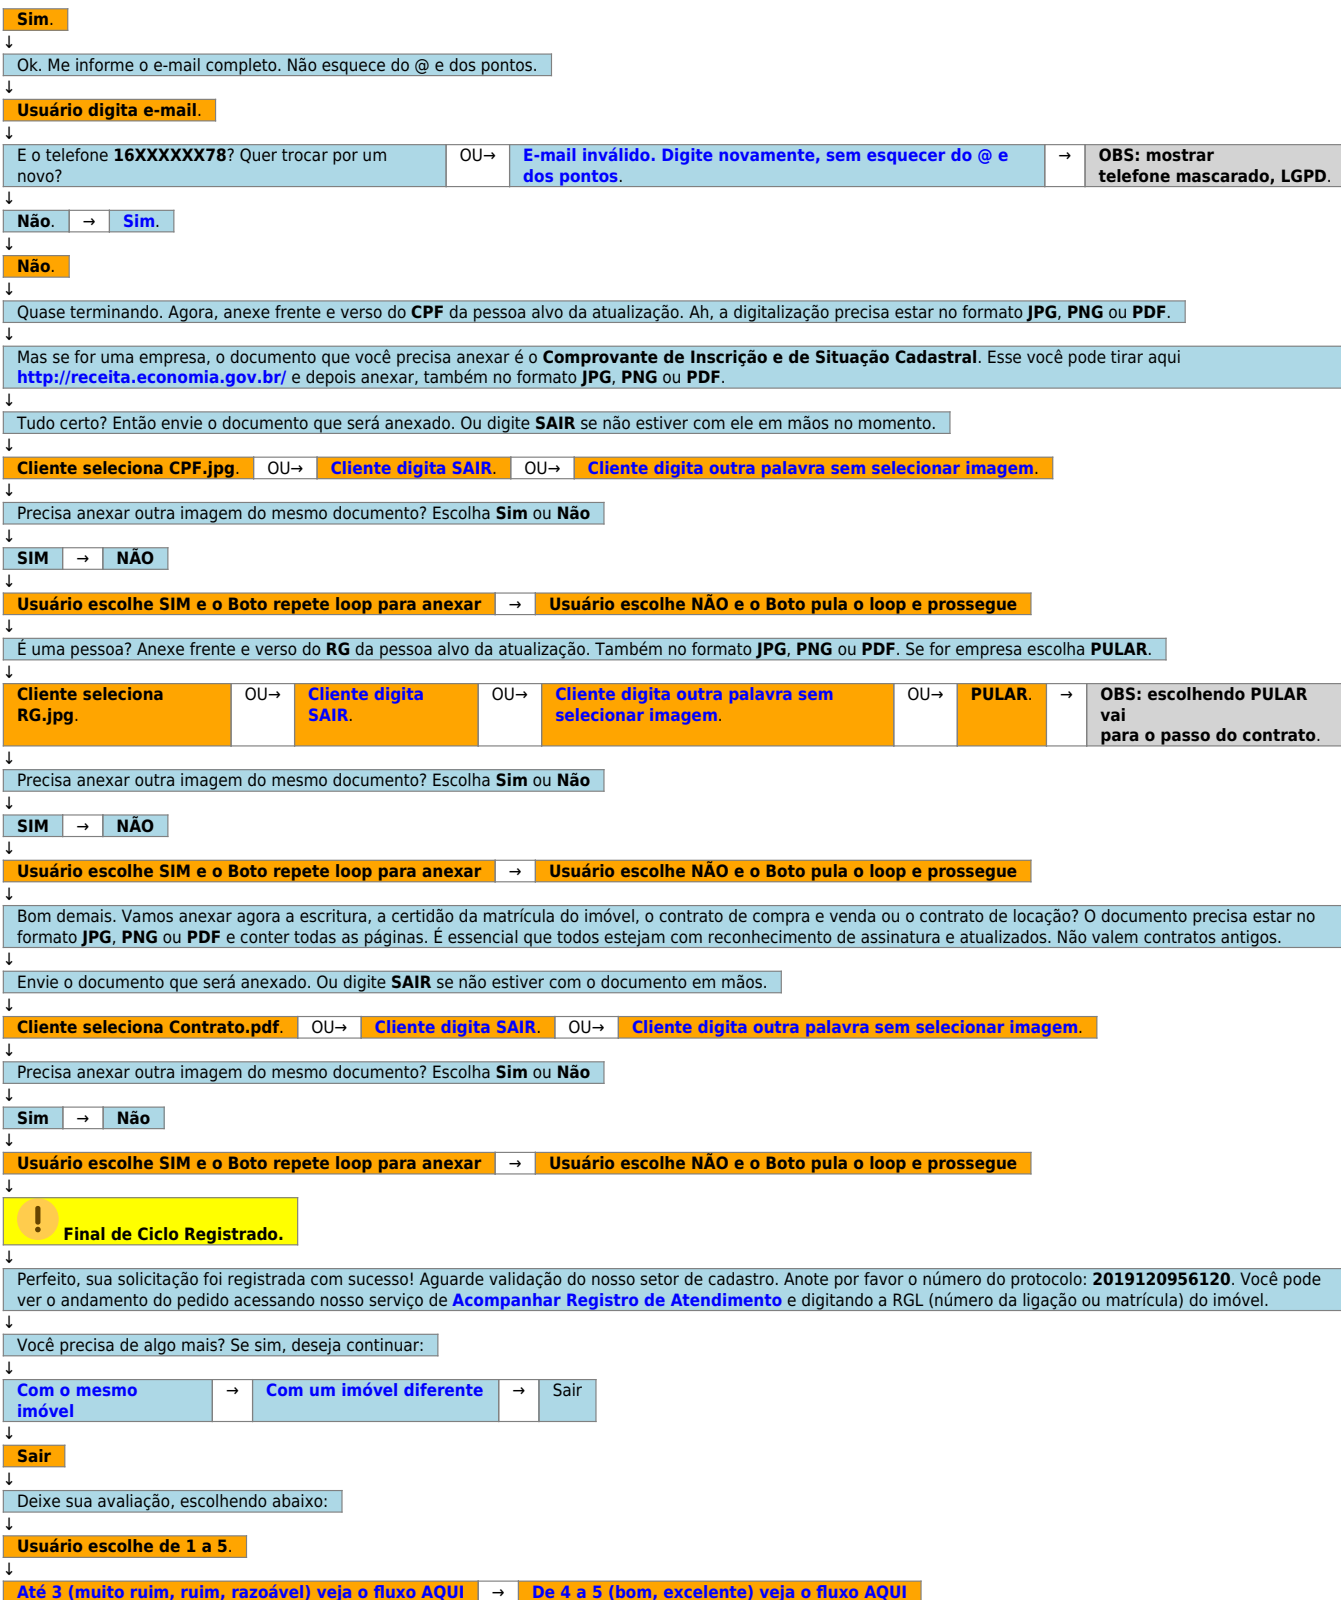 Sim.
↓
Ok. Me informe o e-mail completo. Não esquece do @ e dos pontos.
↓
Usuário digita e-mail.
↓
E o telefone 16XXXXXX78? Quer trocar por um
novo?
OU→
E-mail inválido. Digite novamente, sem esquecer do @ e
dos pontos.
→
OBS: mostrar
telefone mascarado, LGPD.
↓
Não. → Sim.
↓
Não.
↓
Quase terminando. Agora, anexe frente e verso do CPF da pessoa alvo da atualização. Ah, a digitalização precisa estar no formato JPG, PNG ou PDF.
↓
Mas se for uma empresa, o documento que você precisa anexar é o Comprovante de Inscrição e de Situação Cadastral. Esse você pode tirar aqui
http://receita.economia.gov.br/ e depois anexar, também no formato JPG, PNG ou PDF.
↓
Tudo certo? Então envie o documento que será anexado. Ou digite SAIR se não estiver com ele em mãos no momento.
↓
Cliente seleciona CPF.jpg. OU→ Cliente digita SAIR. OU→ Cliente digita outra palavra sem selecionar imagem.
↓
Precisa anexar outra imagem do mesmo documento? Escolha Sim ou Não
↓
SIM → NÃO
↓
Usuário escolhe SIM e o Boto repete loop para anexar → Usuário escolhe NÃO e o Boto pula o loop e prossegue
↓
É uma pessoa? Anexe frente e verso do RG da pessoa alvo da atualização. Também no formato JPG, PNG ou PDF. Se for empresa escolha PULAR.
↓
Cliente seleciona
RG.jpg.
OU→
Cliente digita
SAIR.
OU→
Cliente digita outra palavra sem
selecionar imagem.
OU→
PULAR.
→
OBS: escolhendo PULAR
vai
para o passo do contrato.
↓
Precisa anexar outra imagem do mesmo documento? Escolha Sim ou Não
↓
SIM → NÃO
↓
Usuário escolhe SIM e o Boto repete loop para anexar → Usuário escolhe NÃO e o Boto pula o loop e prossegue
↓
Bom demais. Vamos anexar agora a escritura, a certidão da matrícula do imóvel, o contrato de compra e venda ou o contrato de locação? O documento precisa estar no
formato JPG, PNG ou PDF e conter todas as páginas. É essencial que todos estejam com reconhecimento de assinatura e atualizados. Não valem contratos antigos.
↓
Envie o documento que será anexado. Ou digite SAIR se não estiver com o documento em mãos.
↓
Cliente seleciona Contrato.pdf. OU→ Cliente digita SAIR. OU→ Cliente digita outra palavra sem selecionar imagem.
↓
Precisa anexar outra imagem do mesmo documento? Escolha Sim ou Não
↓
Sim → Não
↓
Usuário escolhe SIM e o Boto repete loop para anexar → Usuário escolhe NÃO e o Boto pula o loop e prossegue
↓
Final de Ciclo Registrado.
↓
Perfeito, sua solicitação foi registrada com sucesso! Aguarde validação do nosso setor de cadastro. Anote por favor o número do protocolo: 2019120956120. Você pode
ver o andamento do pedido acessando nosso serviço de Acompanhar Registro de Atendimento e digitando a RGL (número da ligação ou matrícula) do imóvel.
↓
Você precisa de algo mais? Se sim, deseja continuar:
↓
Com o mesmo
imóvel
→
Com um imóvel diferente
→
Sair
↓
Sair
↓
Deixe sua avaliação, escolhendo abaixo:
↓
Usuário escolhe de 1 a 5.
↓
Até 3 (muito ruim, ruim, razoável) veja o fluxo AQUI → De 4 a 5 (bom, excelente) veja o fluxo AQUI